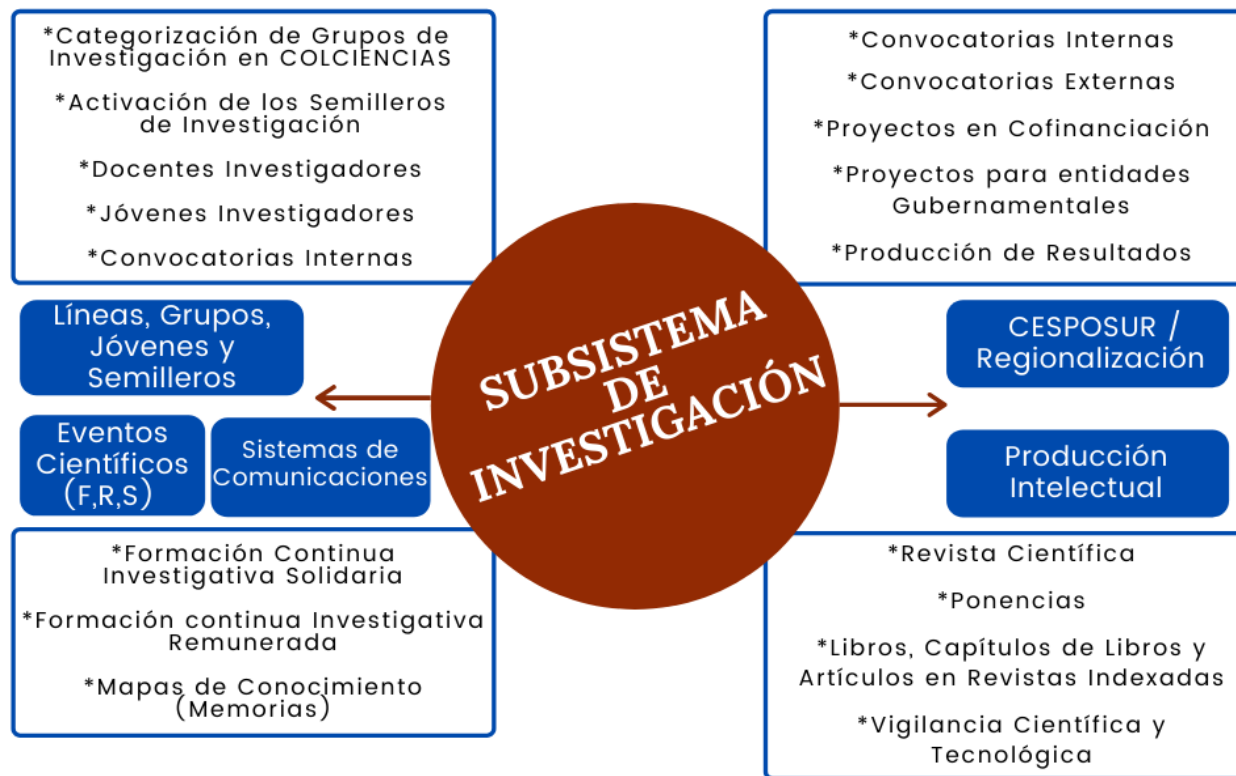 *Categorización de Grupos de
Investigación en COLCIENCIAS
*Activación de los Semilleros
de Investigación
*Docentes Investigadores
*Jóvenes Investigadores
*Convocatorias Internas
*Convocatorias Internas
*Convocatorias Externas
*Proyectos en Cofinanciación
*Proyectos para entidades
Gubernamentales
*Producción de Resultados
Líneas, Grupos,
Jóvenes y
Semilleros
Eventos
Científicos
(F,R,S)
Sistemas de
Comunicaciones
SUBSISTEMA
DE
INVESTIGACIÓN
CESPOSUR /
Regionalización
Producción
Intelectual
*Formación Continua
Investigativa Solidaria
*Formación continua Investigativa
Remunerada
*Mapas de Conocimiento
(Memorias)
*Revista Científica
*Ponencias
*Libros, Capítulos de Libros y
Artículos en Revistas Indexadas
*Vigilancia Científica y
Tecnológica